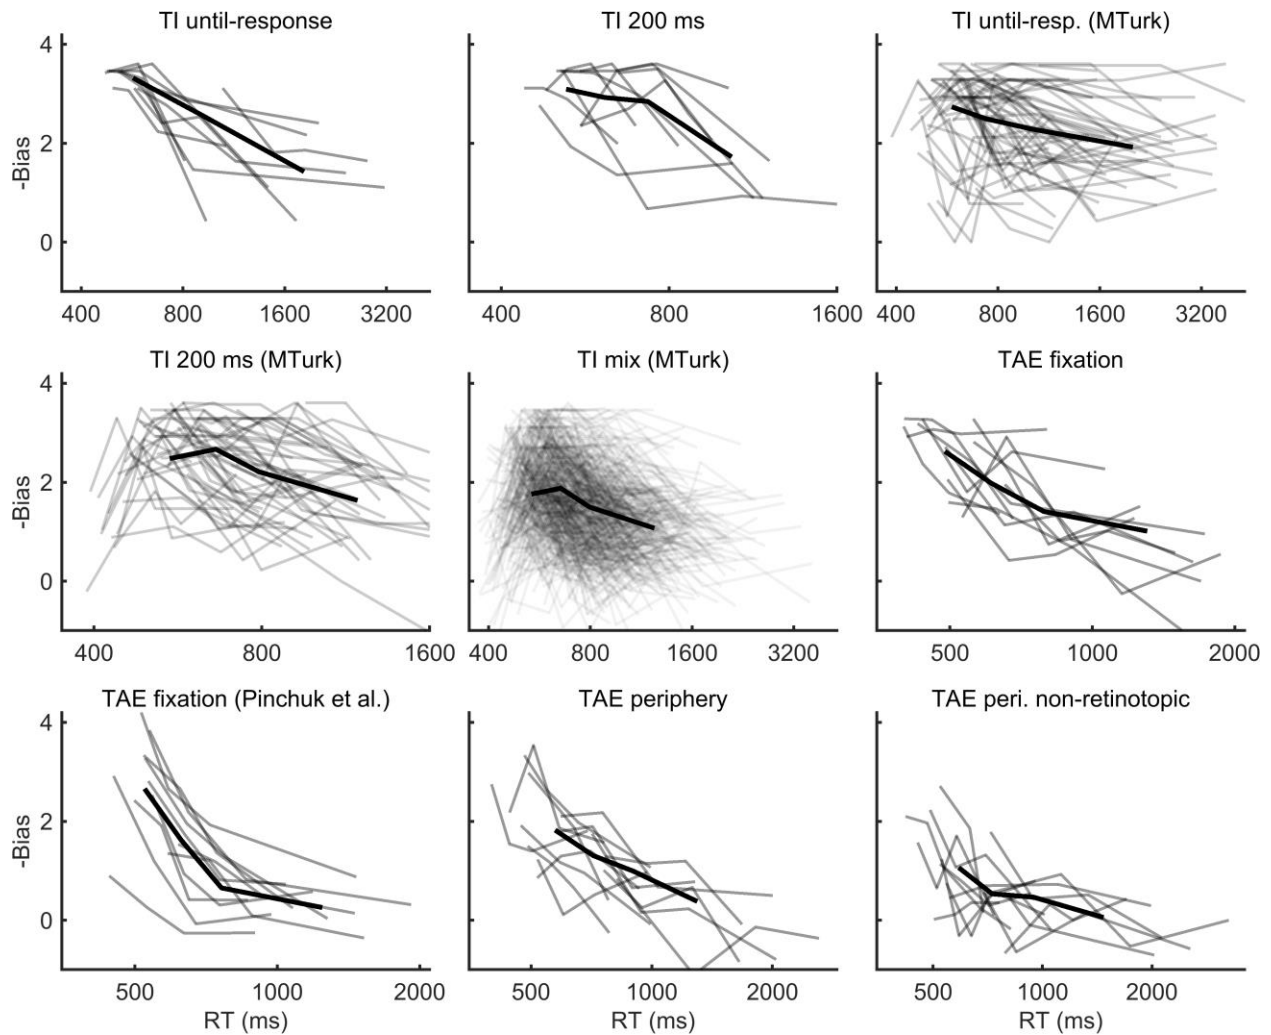 TI until-response
TI 200 ms
TI until-resp. (MTurk)
4
2
0
-Bias
400 800 1600 3200
400 800 1600
400 800 1600 3200
TI 200 ms (MTurk)
TI mix (MTurk)
TAE fixation
4
2
0
-Bias
400 800 1600
400 800 1600 3200
500 1000 2000
TAE fixation (Pinchuk et al.)
TAE periphery
TAE peri. non-retinotopic
4
2
0
-Bias
500 1000 2000
500 1000 2000
500 1000 2000
RT (ms)
RT (ms)
RT (ms)